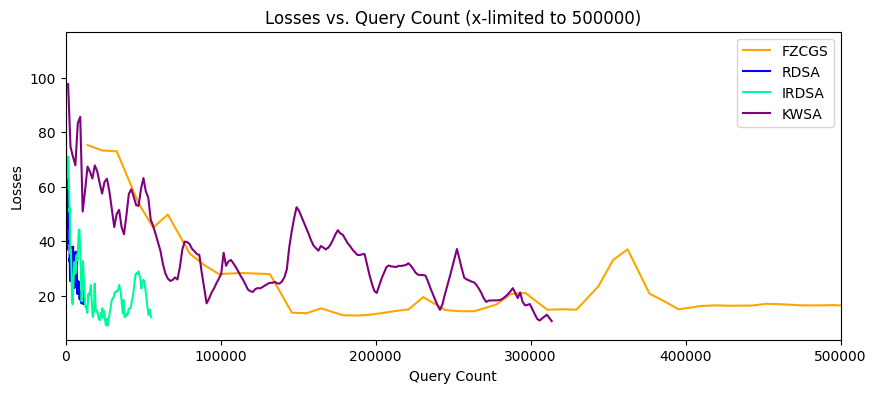 Losses vs. Query Count (x-limited to 500000)
FZCGS
RDSA
IRDSA
KWSA
Losses
100
80
60
40
20
0
100000
200000
300000
400000
500000
Query Count